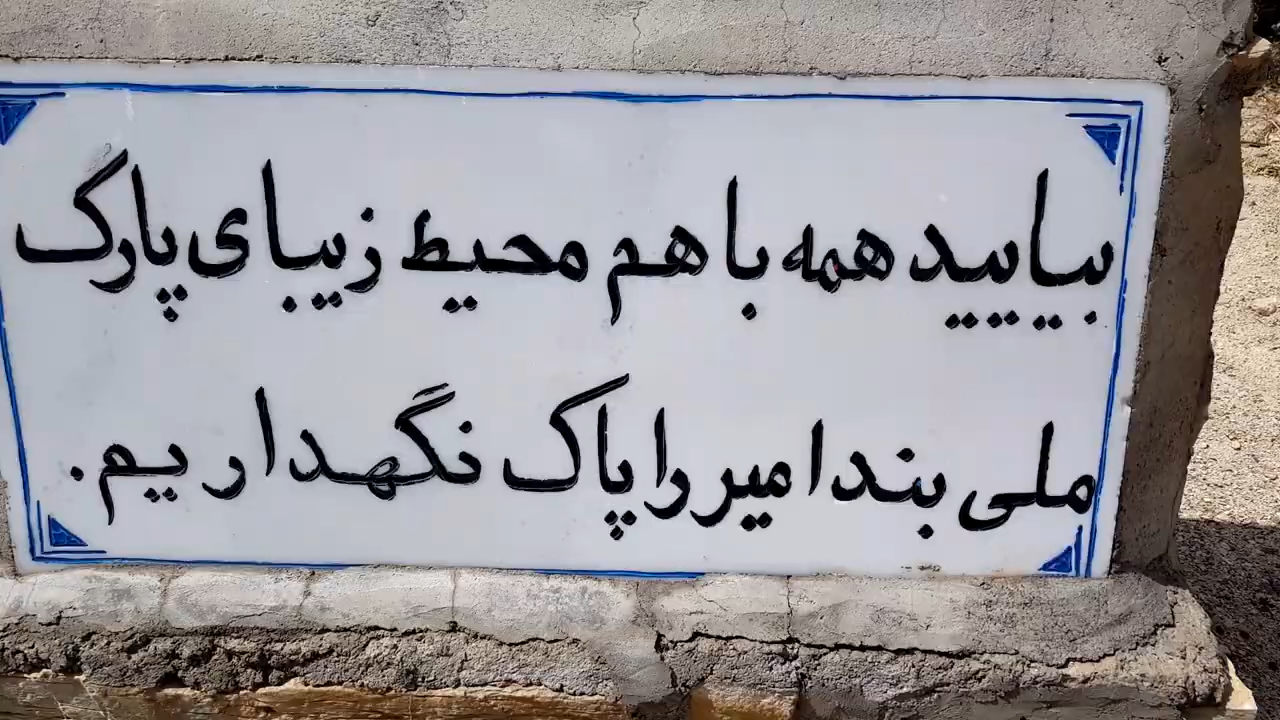 بیایید همه با هم محیط زیبای پارک
ملی بند امیر را پاک نگهداریم.